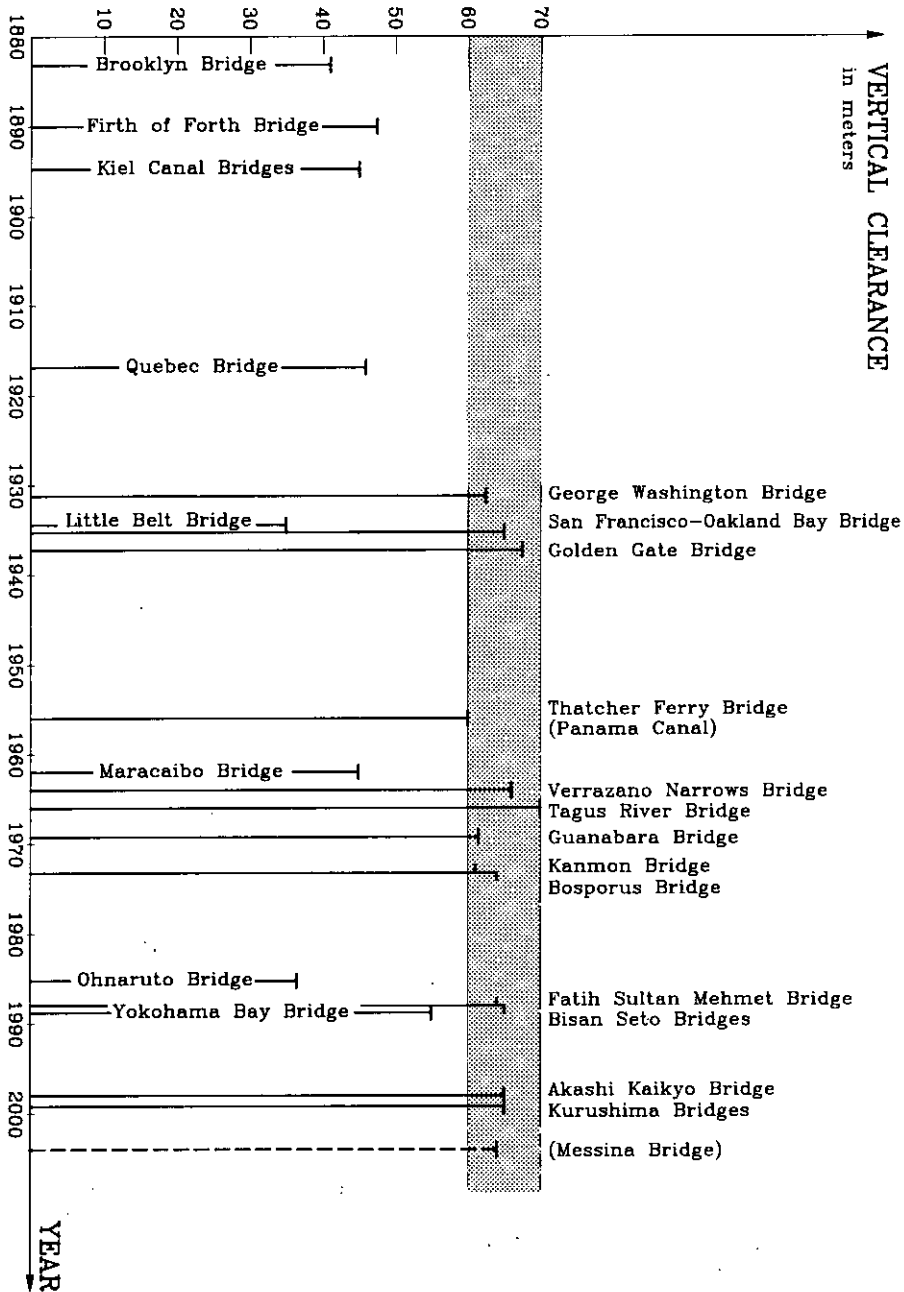 VERTICAL CLEARANCE
in meters
10
20
30
40
50
60
70
1880
1890
1900
1910
1920
1930
1940
1950
1960
1970
1980
1990
2000
YEAR
Brooklyn Bridge
Firth of Forth Bridge
Kiel Canal Bridges
Quebec Bridge
George Washington Bridge
Little Belt Bridge
San Francisco-Oakland Bay Bridge
Golden Gate Bridge
Thatcher Ferry Bridge
(Panama Canal)
Maracaibo Bridge
Verrazano Narrows Bridge
Tagus River Bridge
Guanabara Bridge
Kanmon Bridge
Bosporus Bridge
Ohnaruto Bridge
Fatih Sultan Mehmet Bridge
Yokohama Bay Bridge
Bisan Seto Bridges
Akashi Kaikyo Bridge
Kurushima Bridges
(Messina Bridge)